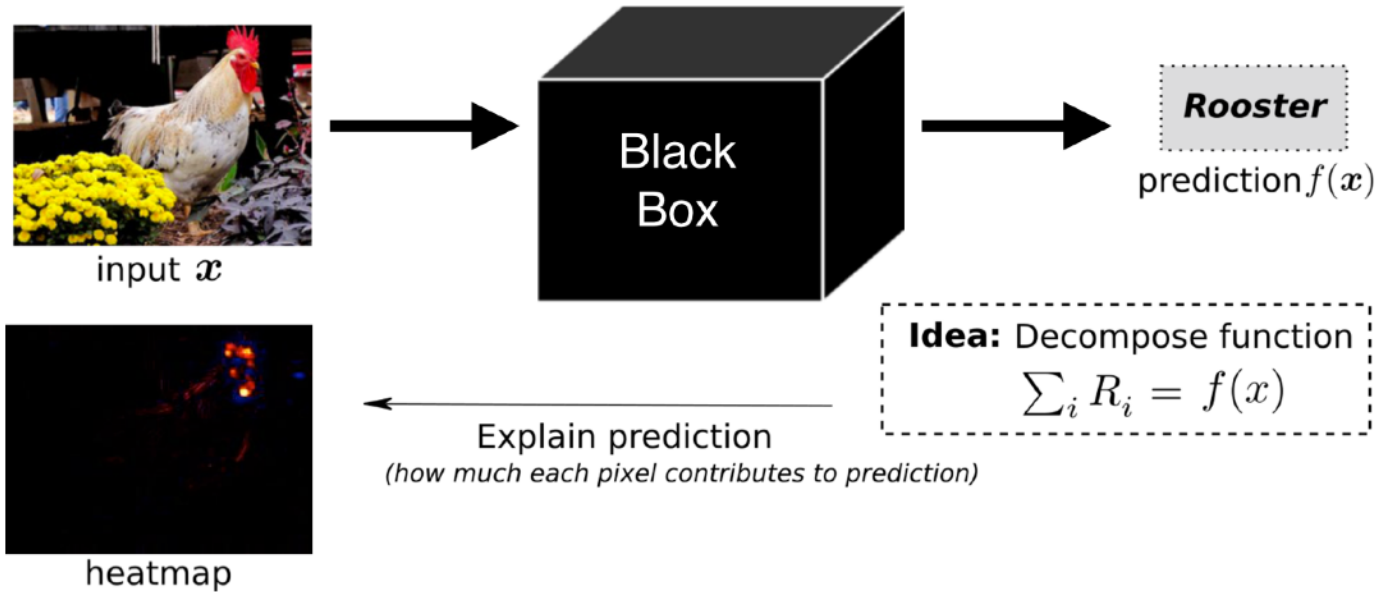 Black
Box
Rooster
prediction f(x)
input x
Idea: Decompose function
∑ᵢ Rᵢ = f(x)
Explain prediction
(how much each pixel contributes to prediction)
heatmap